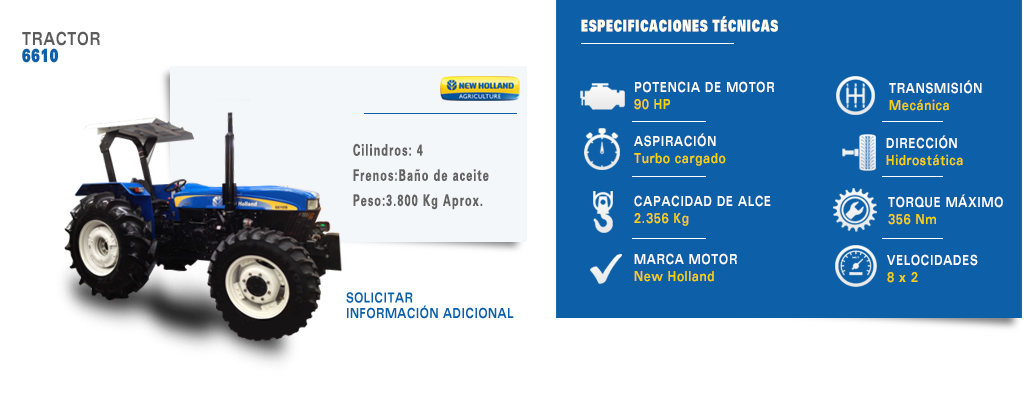 TRACTOR
6610
NEW HOLLAND
AGRICULTURE
Cilindros: 4
Frenos:Baño de aceite
Peso:3.800 Kg Aprox.
SOLICITAR
INFORMACIÓN ADICIONAL
ESPECIFICACIONES TÉCNICAS
POTENCIA DE MOTOR
90 HP
ASPIRACIÓN
Turbo cargado
CAPACIDAD DE ALCE
2.356 Kg
MARCA MOTOR
New Holland
TRANSMISIÓN
Mecánica
DIRECCIÓN
Hidrostática
TORQUE MÁXIMO
356 Nm
VELOCIDADES
8 x 2